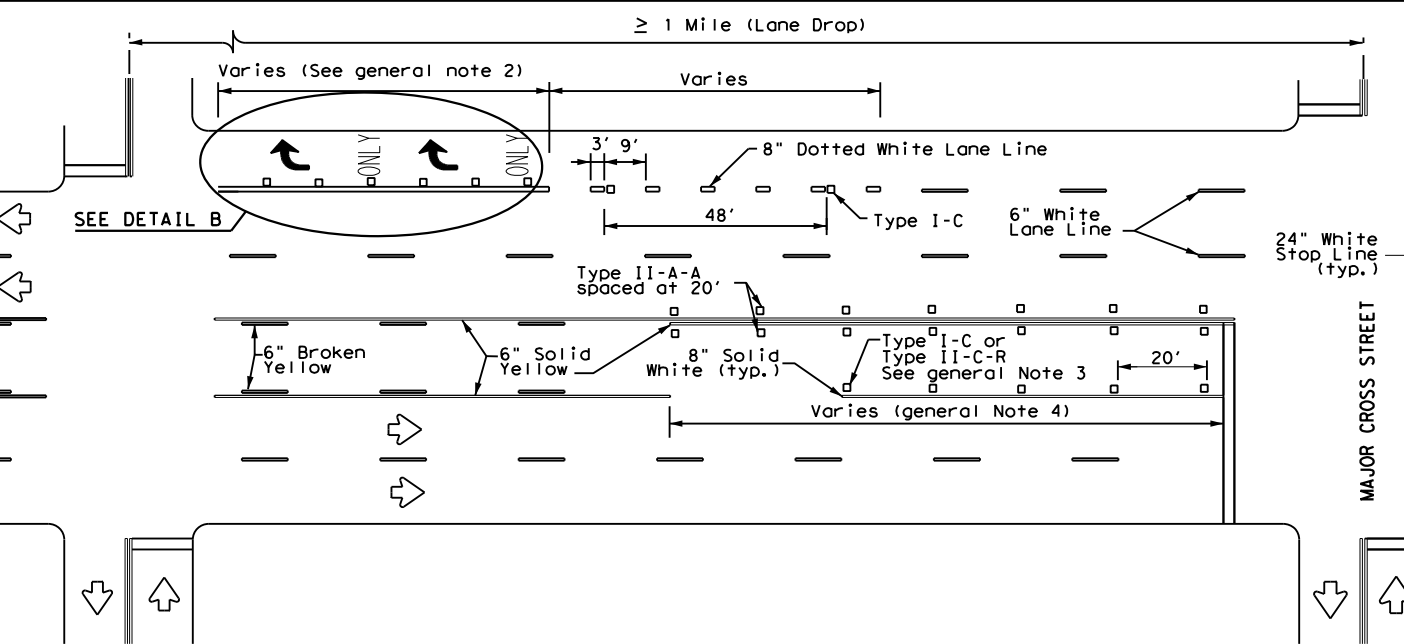 ≥ 1 Mile (Lane Drop)
Varies (See general note 2)
Varies
ONLY
ONLY
3' 9'
8" Dotted White Lane Line
SEE DETAIL B
48'
Type I-C
6" White
Lane Line
24" White
Stop Line
(typ.)
Type II-A-A
spaced at 20'
6" Broken
Yellow
6" Solid
Yellow
8" Solid
White (typ.)
Type I-C or
Type II-C-R
See general Note 3
20'
Varies (general Note 4)
MAJOR CROSS STREET